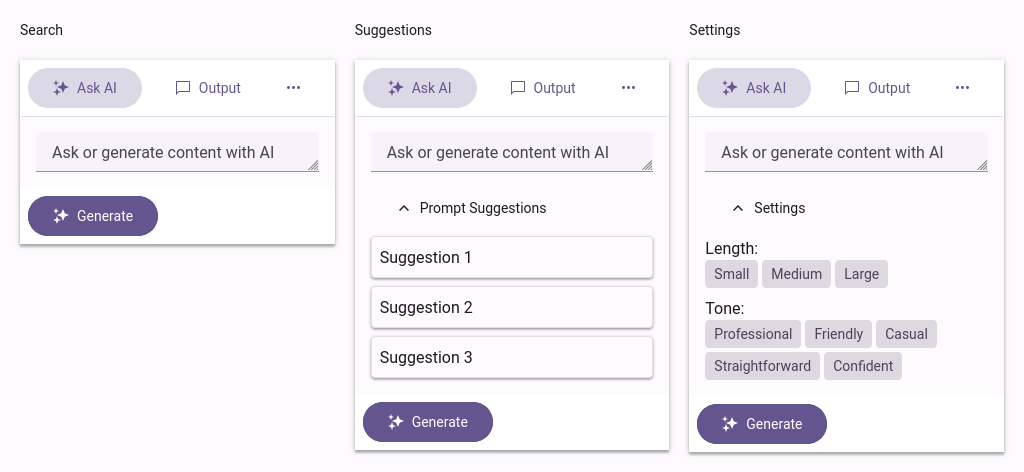 Search
Ask AI
Output
Ask or generate content with AI
Generate
Suggestions
Ask AI
Output
Ask or generate content with AI
Prompt Suggestions
Suggestion 1
Suggestion 2
Suggestion 3
Generate
Settings
Ask AI
Output
Ask or generate content with AI
Settings
Length:
Small Medium Large
Tone:
Professional Friendly Casual
Straightforward Confident
Generate